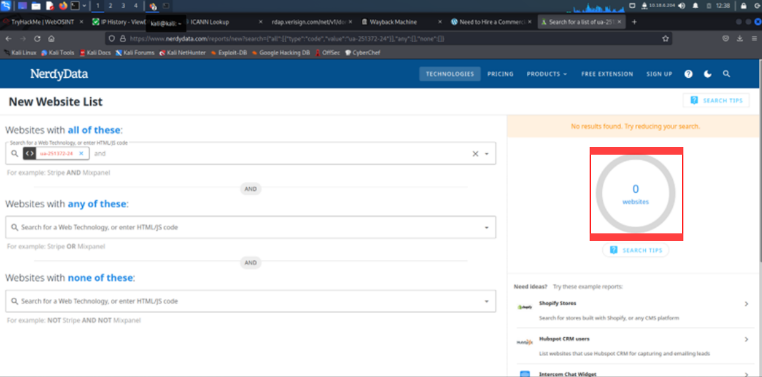 1 2 3 4
12:38
TryHackMe | WebOSINT
IP History - View
kali@kali: ~
ICANN Lookup
rdap.verisign.com/net/v1/
Wayback Machine
Need to Hire a Comment
Search for a list of ua-251
https://www.nerdydata.com/reports/new?search={"all":[{"type":"code","value":"ua-251372-24"}],"any":[],"none":[]}
Kali Linux Kali Tools Kali Docs Kali Forums Kali NetHunter Exploit-DB Google Hacking DB OffSec CyberChef
NerdyData
TECHNOLOGIES PRICING PRODUCTS FREE EXTENSION SIGN UP
New Website List
SEARCH TIPS
Websites with all of these:
Search for a Web Technology, or enter HTML/JS code
<> ua-251372-24 × and
For example: Stripe AND Mixpanel
AND
Websites with any of these:
Search for a Web Technology, or enter HTML/JS code
For example: Stripe OR Mixpanel
AND
Websites with none of these:
Search for a Web Technology, or enter HTML/JS code
For example: NOT Stripe AND NOT Mixpanel
No results found. Try reducing your search.
0
websites
SEARCH TIPS
Need Ideas? Try these example reports:
Shopify Stores
Search for stores built with Shopify, or any CMS platform
Hubspot CRM users
List websites that use Hubspot CRM for capturing and emailing leads
Intercom Chat Widget